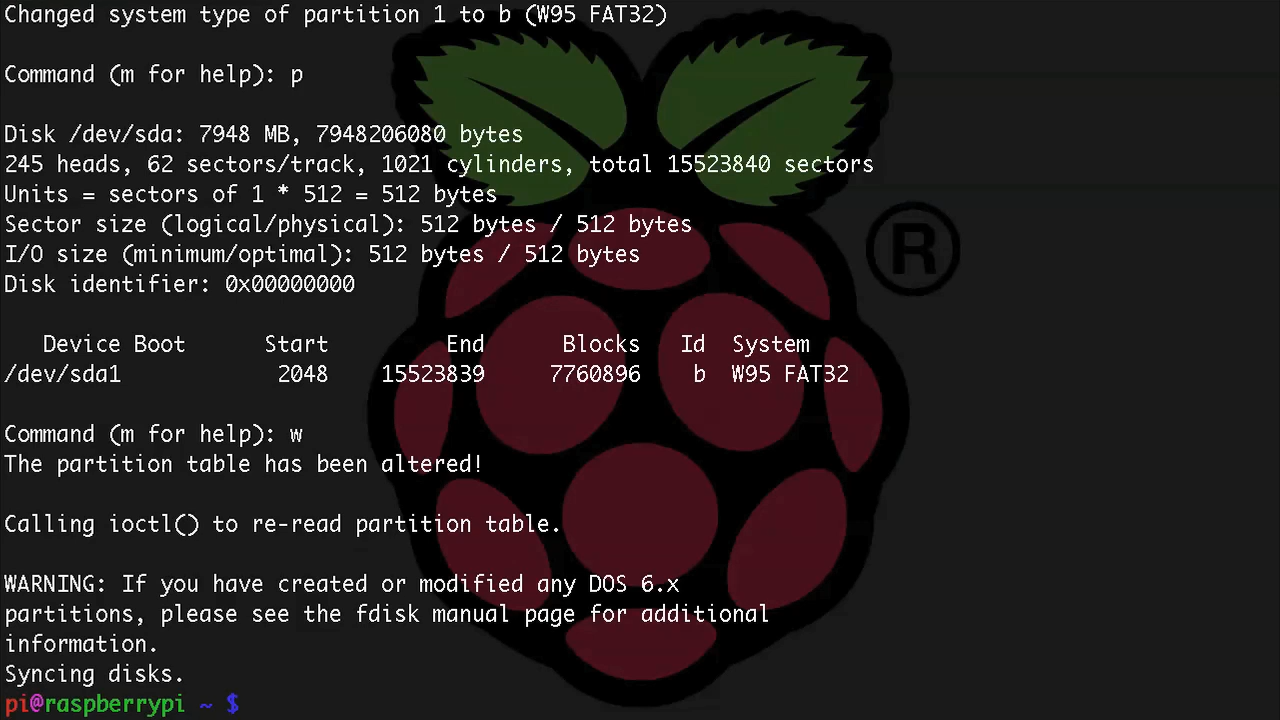 Changed system type of partition 1 to b (W95 FAT32)
Command (m for help): p
Disk /dev/sda: 7948 MB, 7948206080 bytes
245 heads, 62 sectors/track, 1021 cylinders, total 15523840 sectors
Units = sectors of 1 * 512 = 512 bytes
Sector size (logical/physical): 512 bytes / 512 bytes
I/O size (minimum/optimal): 512 bytes / 512 bytes
Disk identifier: 0x00000000
Device Boot Start End Blocks Id System
/dev/sda1 2048 15523839 7760896 b W95 FAT32
Command (m for help): w
The partition table has been altered!
Calling ioctl() to re-read partition table.
WARNING: If you have created or modified any DOS 6.x
partitions, please see the fdisk manual page for additional
information.
Syncing disks.
pi@raspberrypi ~ $
®